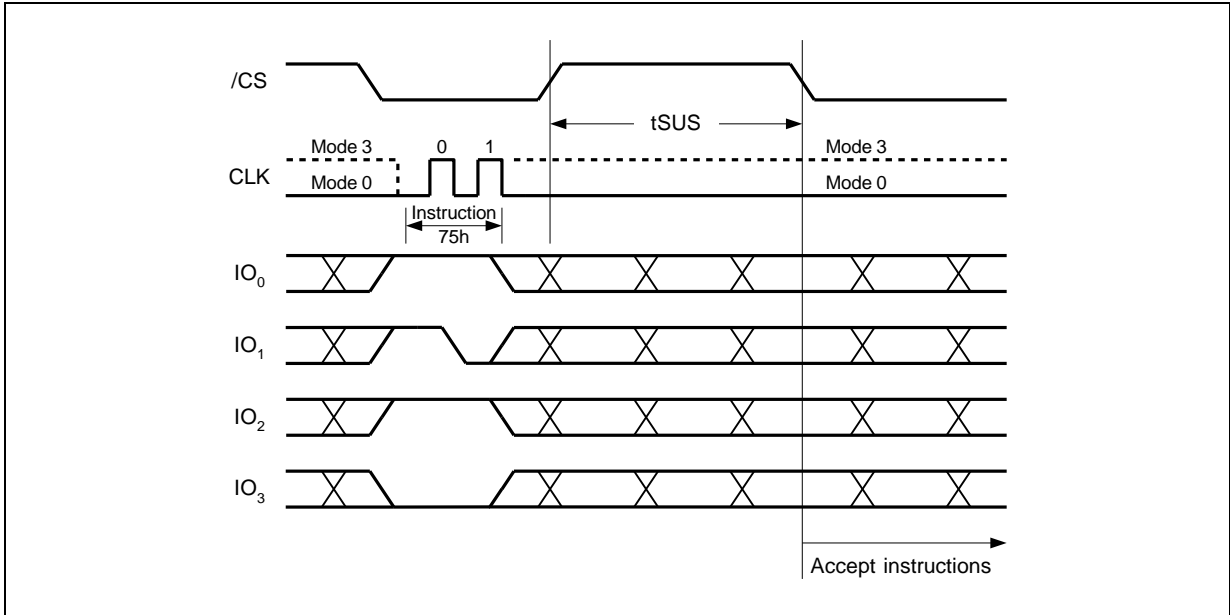 /CS
tSUS
Mode 3 0 1 Mode 3
CLK
Mode 0 Mode 0
Instruction
75h
IO0
IO1
IO2
IO3
Accept instructions